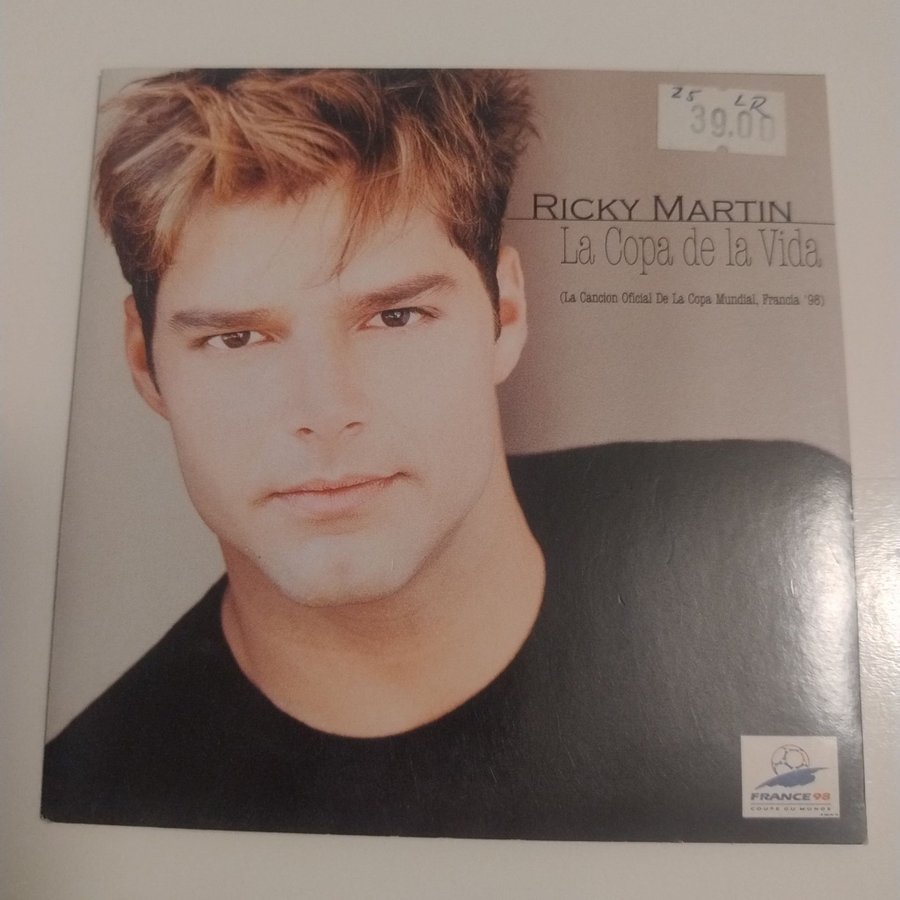 25 LR
39.00
RICKY MARTIN
La Copa de la Vida
(La Cancion Oficial De La Copa Mundial, Francia '98)
FRANCE 98
COUPE DU MONDE